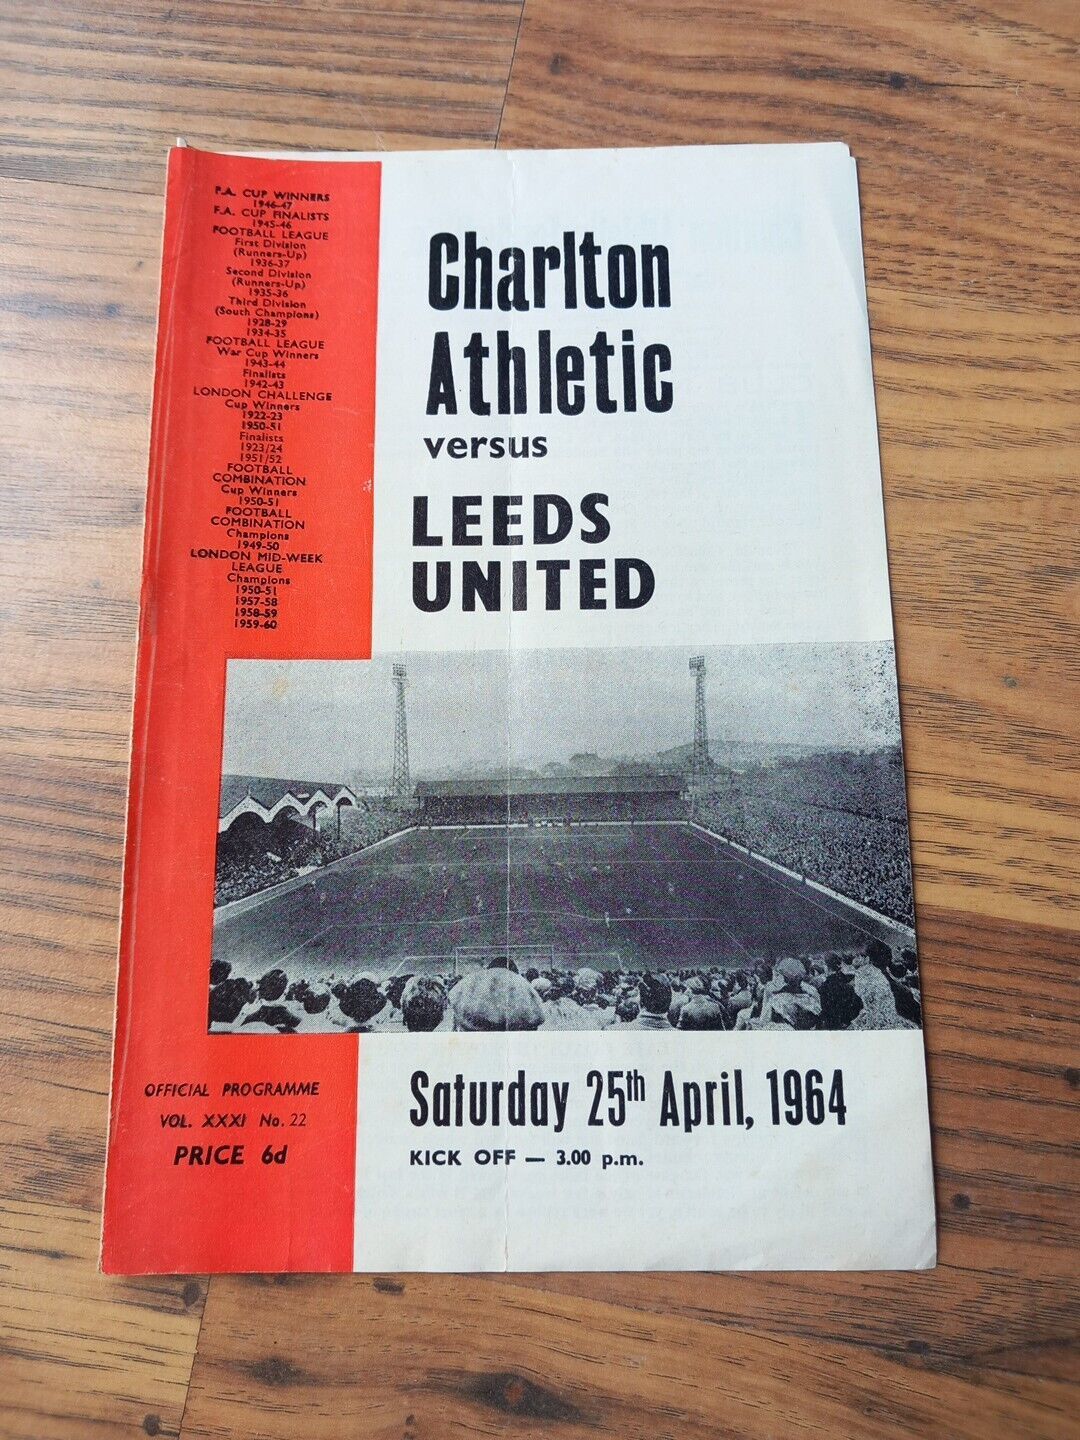 F.A. CUP WINNERS
1946-47
F.A. CUP FINALISTS
1945-46
FOOTBALL LEAGUE
First Division
(Runners-Up)
1936-37
Second Division
(Runners-Up)
1935-36
Third Division
(South Champions)
1928-29
1934-35
FOOTBALL LEAGUE
War Cup Winners
1943-44
Finalists
1942-43
LONDON CHALLENGE
Cup Winners
1922-23
1950-51
Finalists
1923/24
1951/52
FOOTBALL
COMBINATION
Cup Winners
1950-51
FOOTBALL
COMBINATION
Champions
1949-50
LONDON MID-WEEK
LEAGUE
Champions
1950-51
1957-58
1958-59
1959-60
Charlton
Athletic
versus
LEEDS
UNITED
OFFICIAL PROGRAMME
VOL. XXXI No. 22
PRICE 6d
Saturday 25th April, 1964
KICK OFF — 3.00 p.m.